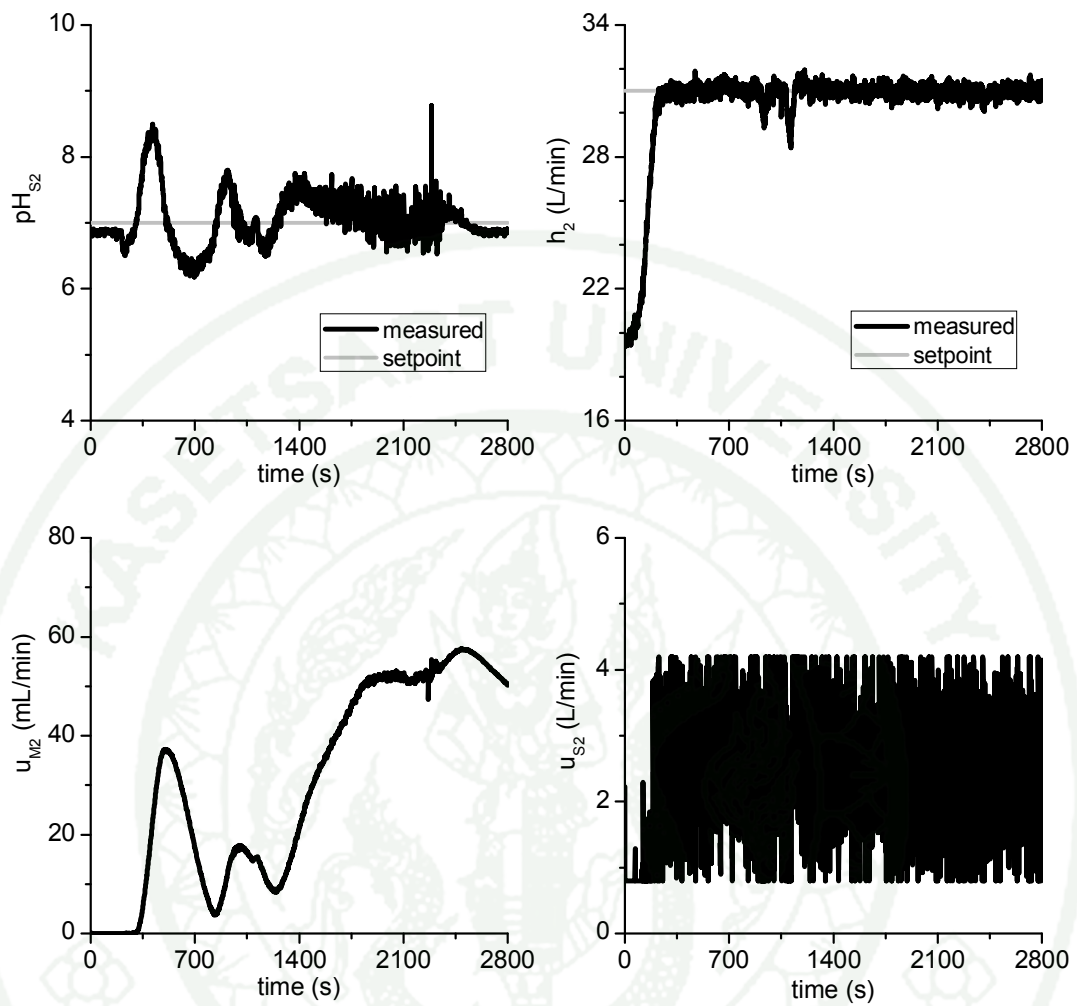 10
8
6
4
pH_S2
0 700 1400 2100 2800
time (s)
measured
setpoint
34
28
22
16
h_2 (L/min)
0 700 1400 2100 2800
time (s)
measured
setpoint
80
60
40
20
0
u_M2 (mL/min)
0 700 1400 2100 2800
time (s)
6
4
2
0
u_S2 (L/min)
0 700 1400 2100 2800
time (s)
KASETSART UNIVERSITY